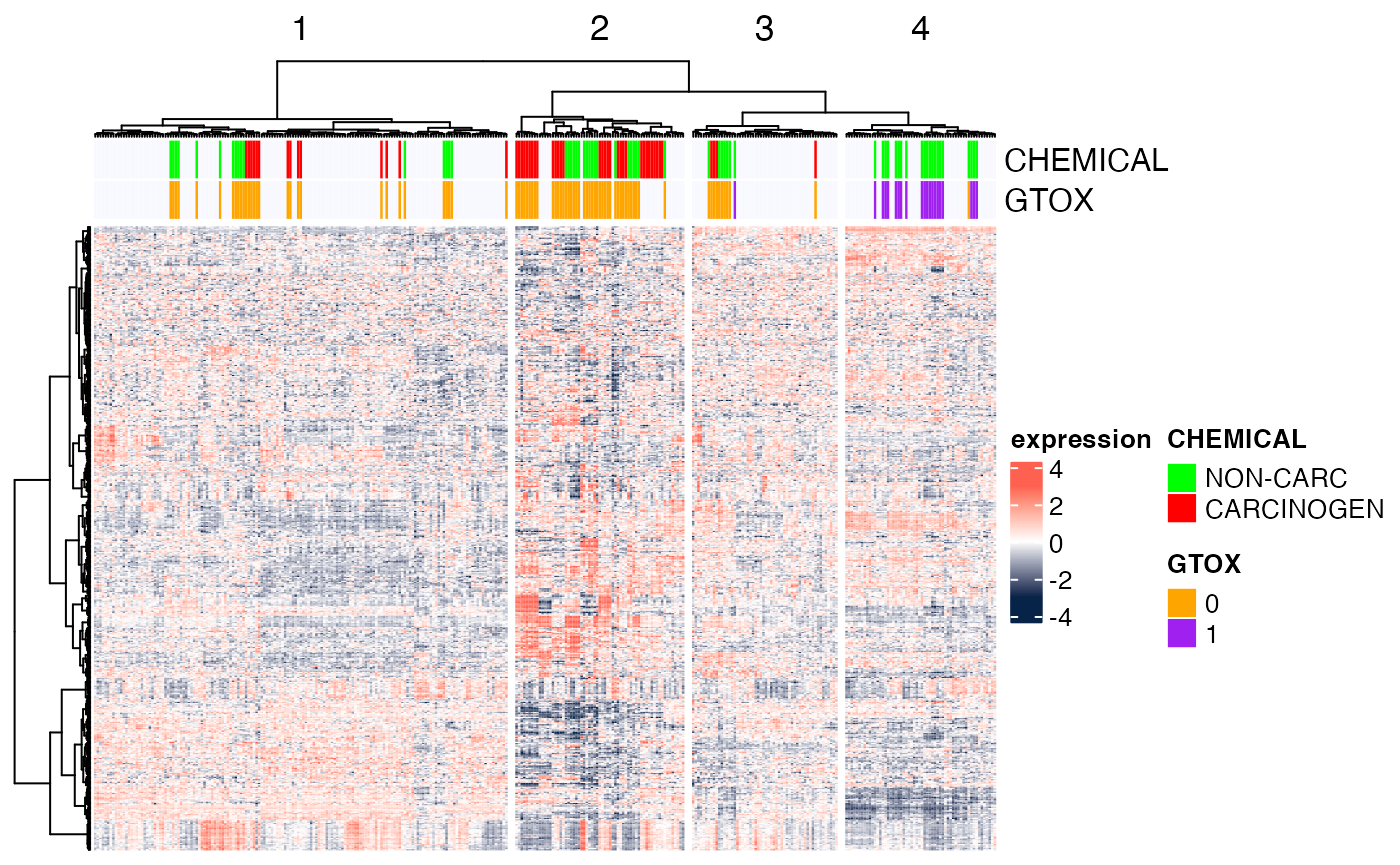 1 2 3 4
CHEMICAL
GTOX
expression
4
2
0
-2
-4
CHEMICAL
NON-CARC
CARCINOGEN
GTOX
0
1